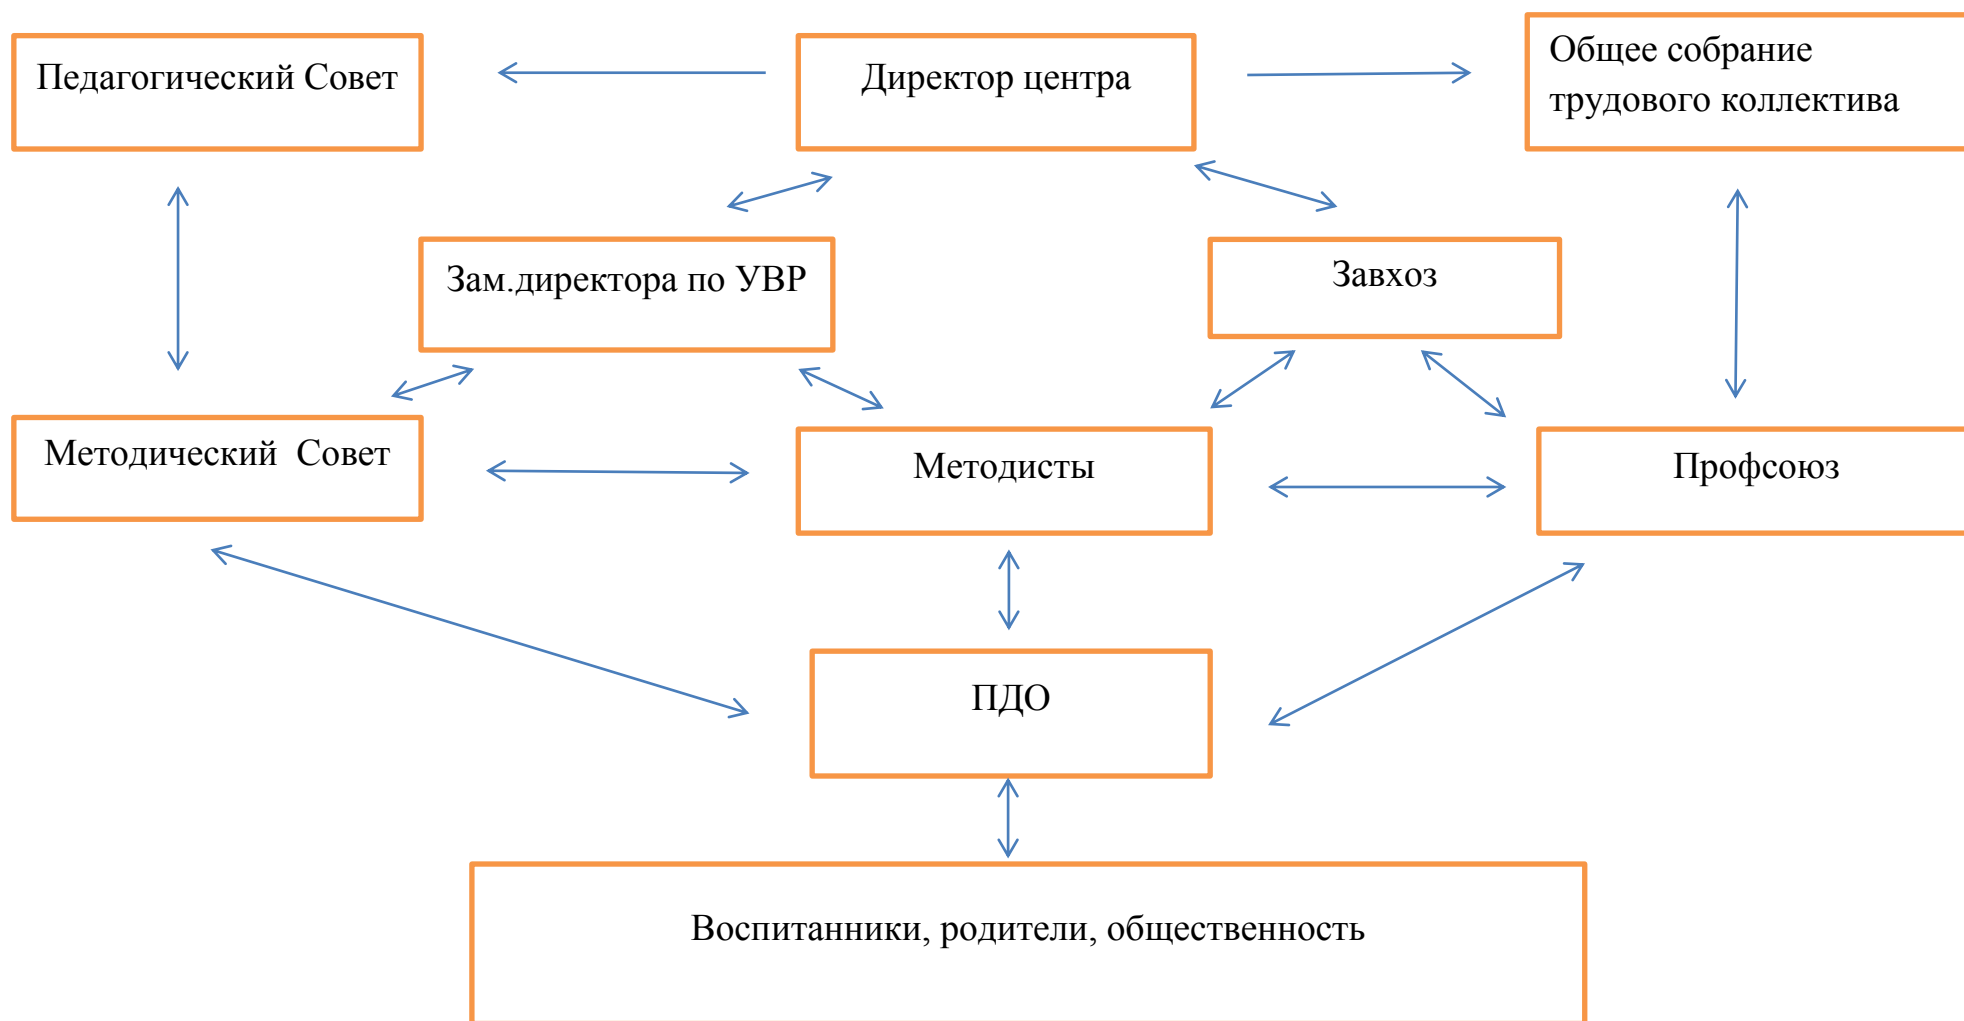 Педагогический Совет
Директор центра
Общее собрание
трудового коллектива
Зам.директора по УВР
Завхоз
Методический  Совет
Методисты
Профсоюз
ПДО
Воспитанники, родители, общественность